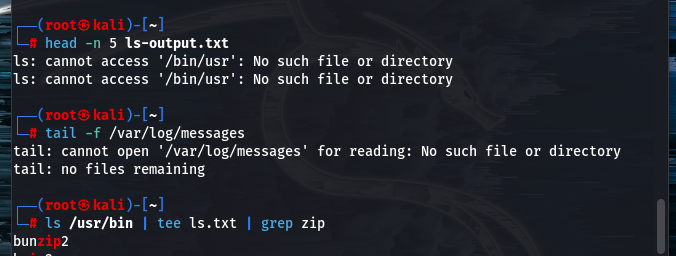 ┌──(root㉿kali)-[~]
└─# head -n 5 ls-output.txt
ls: cannot access '/bin/usr': No such file or directory
ls: cannot access '/bin/usr': No such file or directory
┌──(root㉿kali)-[~]
└─# tail -f /var/log/messages
tail: cannot open '/var/log/messages' for reading: No such file or directory
tail: no files remaining
┌──(root㉿kali)-[~]
└─# ls /usr/bin | tee ls.txt | grep zip
bunzip2